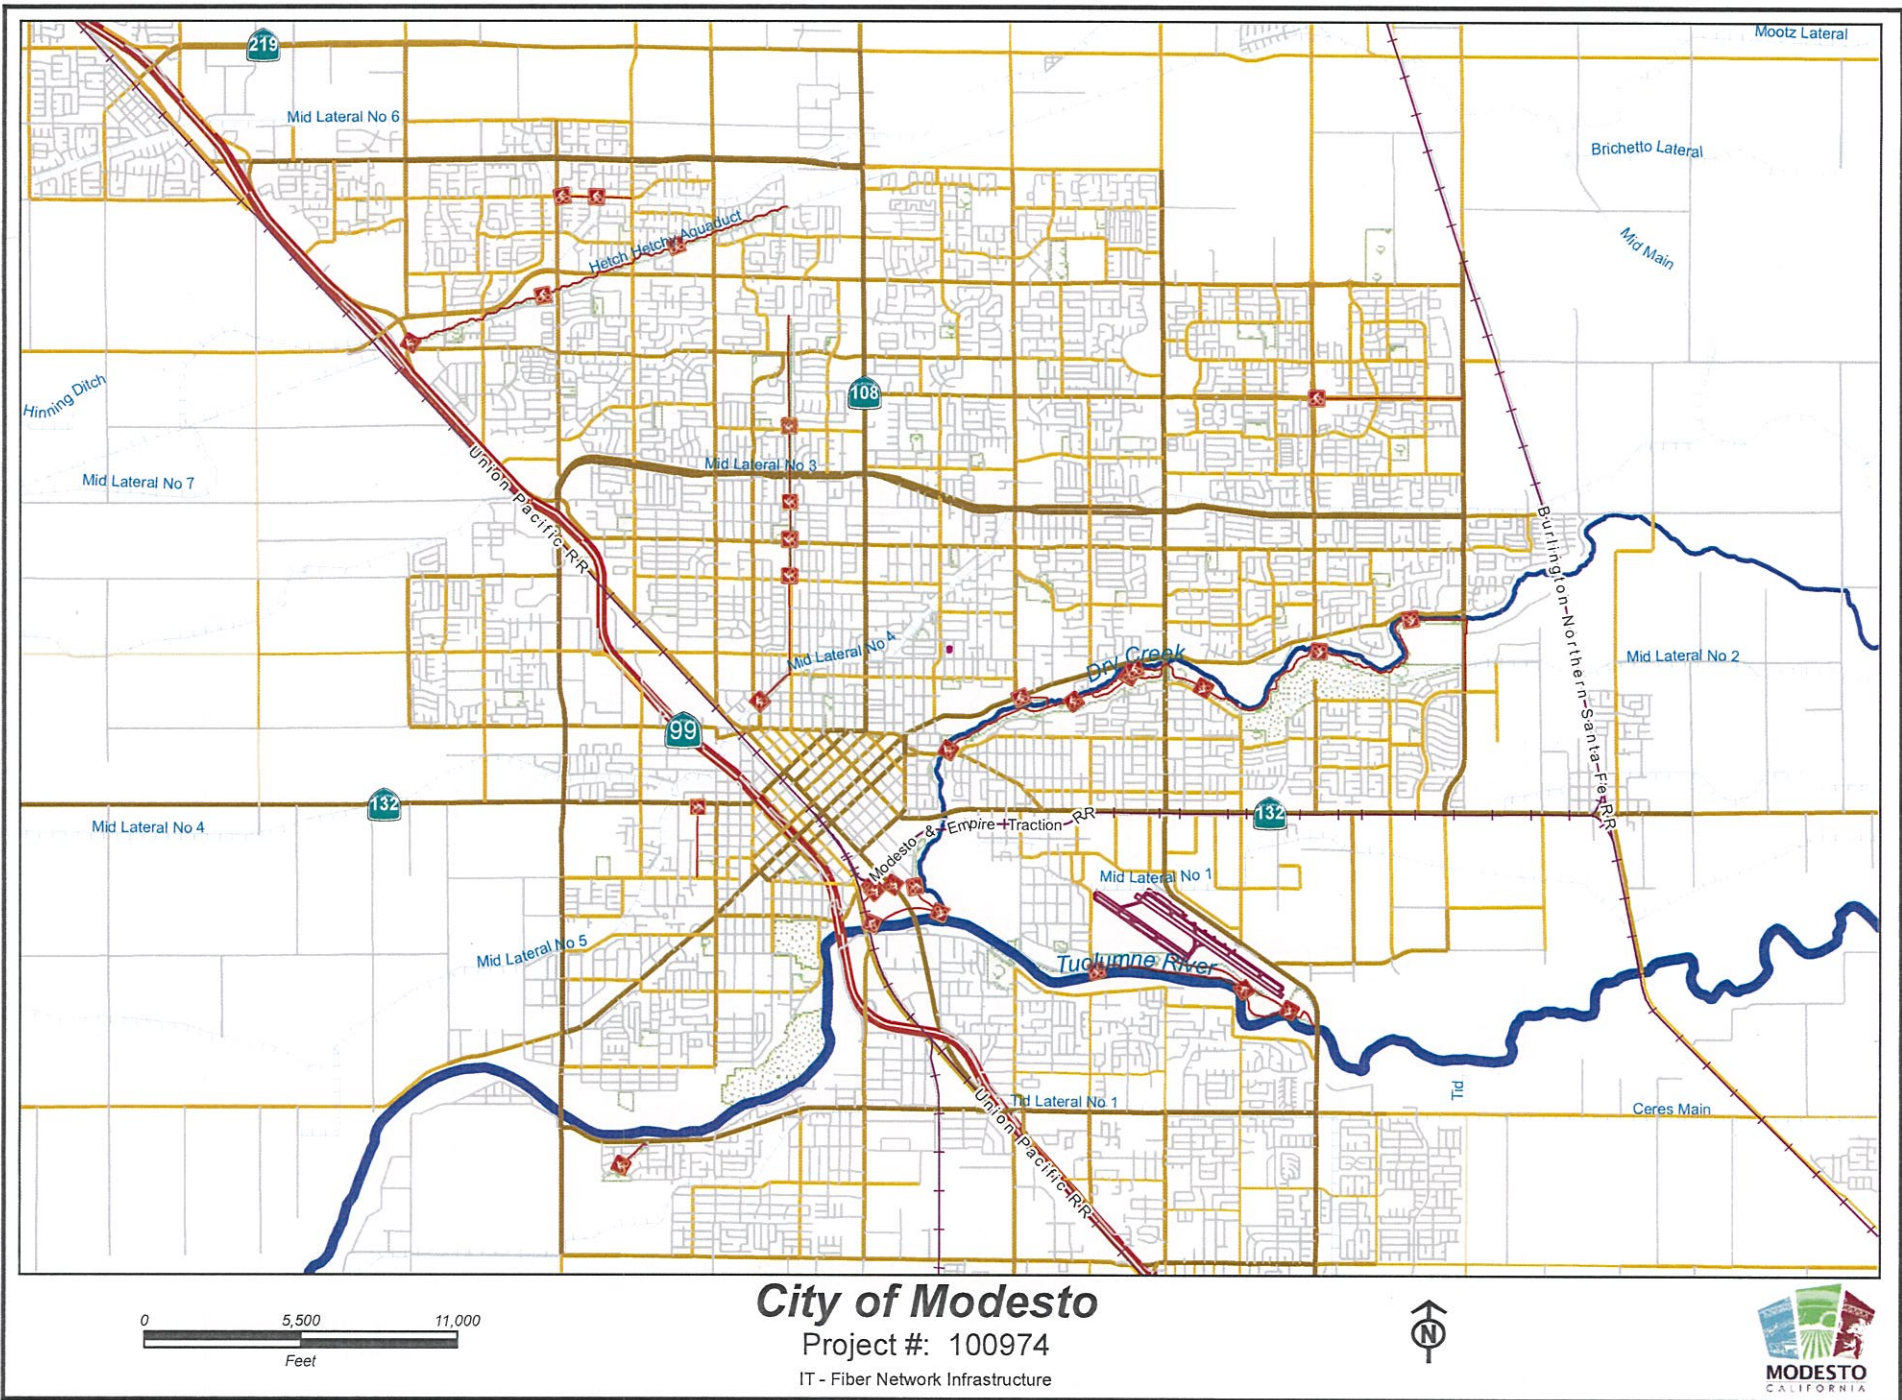 219
Mootz Lateral
Mid Lateral No 6
Brichetto Lateral
Mid Main
Hetch Hetchy Aquaduct
Hinning Ditch
108
Mid Lateral No 7
Union Pacific RR
Mid Lateral No 3
Burlington Northern Santa Fe RR
Mid Lateral No 4
Dry Creek
Mid Lateral No 2
99
132
Mid Lateral No 4
132
Modesto & Empire Traction RR
Mid Lateral No 1
Mid Lateral No 5
Tuolumne River
Tid
Tid Lateral No 1
Ceres Main
Union Pacific RR
City of Modesto
Project #: 100974
IT - Fiber Network Infrastructure
0 5,500 11,000
Feet
N
MODESTO
CALIFORNIA